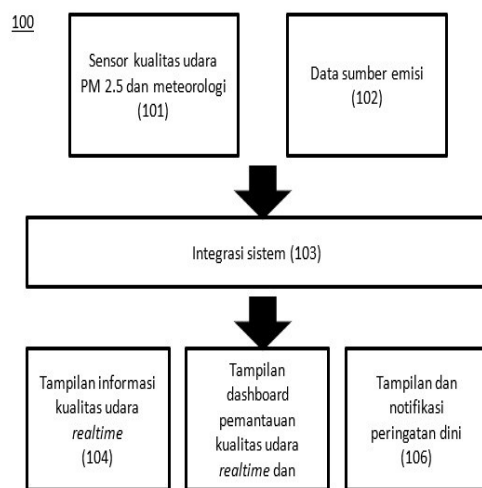 100
Sensor kualitas udara
PM 2.5 dan meteorologi
(101)
Data sumber emisi
(102)
Integrasi sistem (103)
Tampilan informasi
kualitas udara
realtime
(104)
Tampilan
dashboard
pemantauan
kualitas udara
realtime dan
Tampilan dan
notifikasi
peringatan dini
(106)